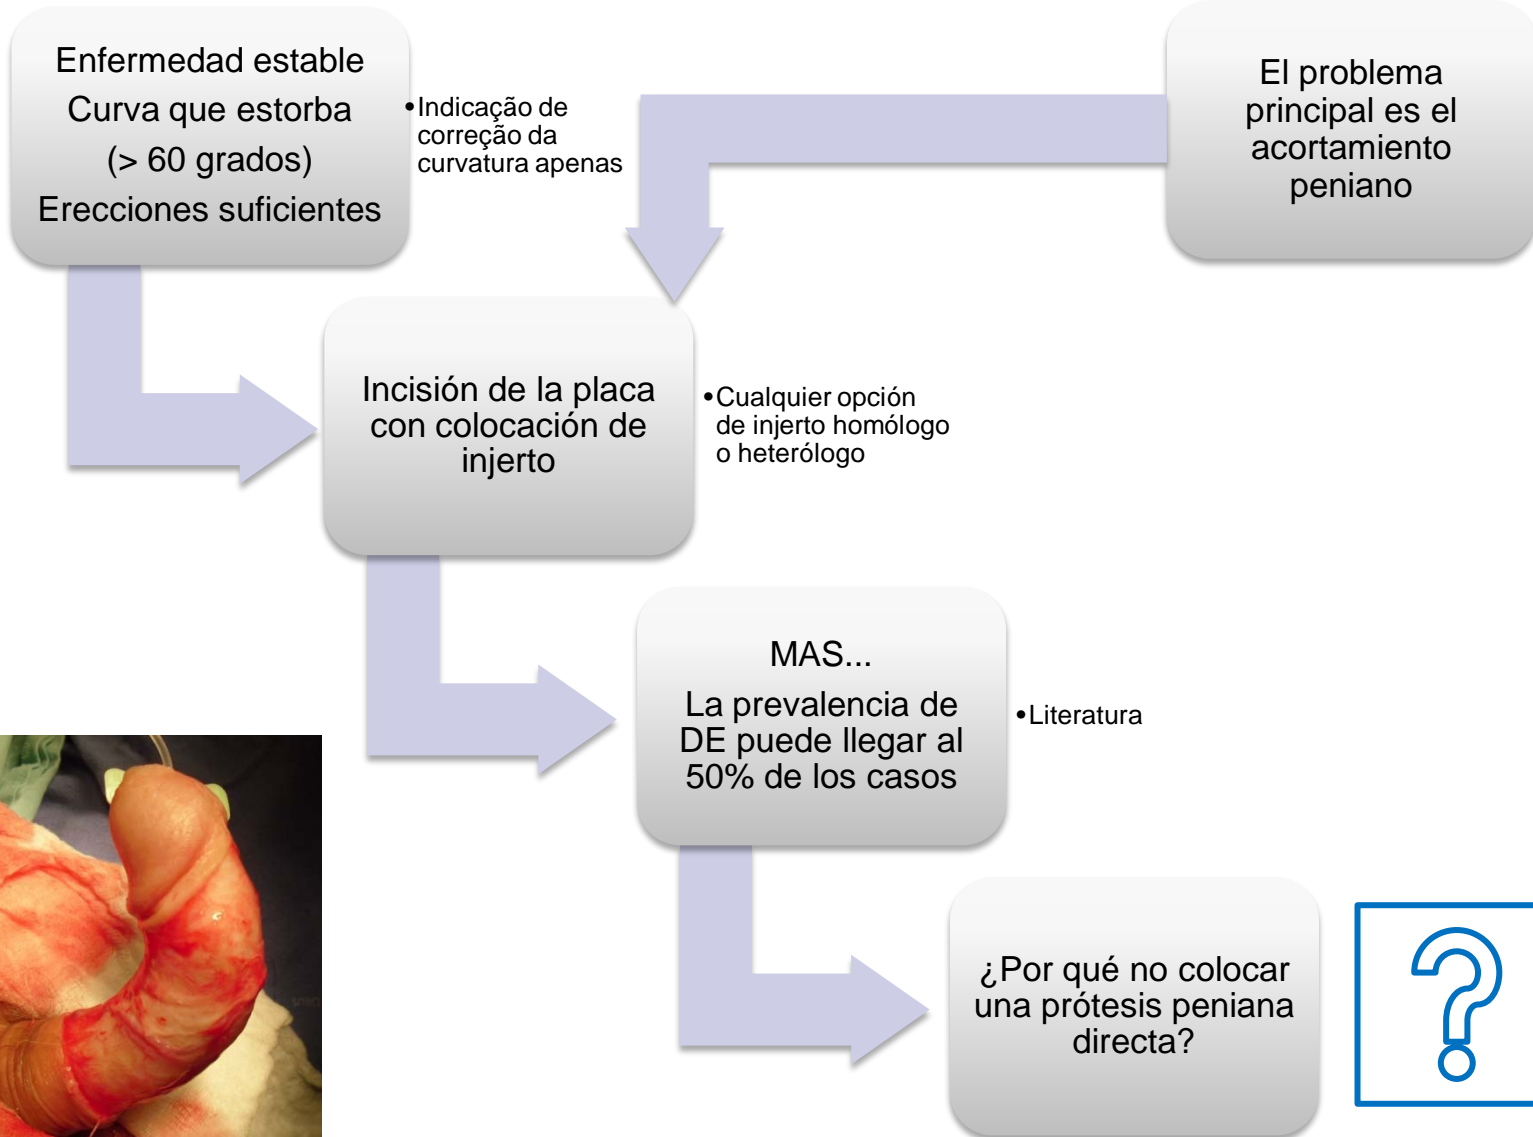 Enfermedad estable
Curva que estorba
(> 60 grados)
Erecciones suficientes
•Indicação de
correção da
curvatura apenas
El problema
principal es el
acortamiento
peniano
Incisión de la placa
con colocación de
injerto
•Cualquier opción
de injerto homólogo
o heterólogo
MAS...
La prevalencia de
DE puede llegar al
50% de los casos
•Literatura
¿Por qué no colocar
una prótesis peniana
directa?
?